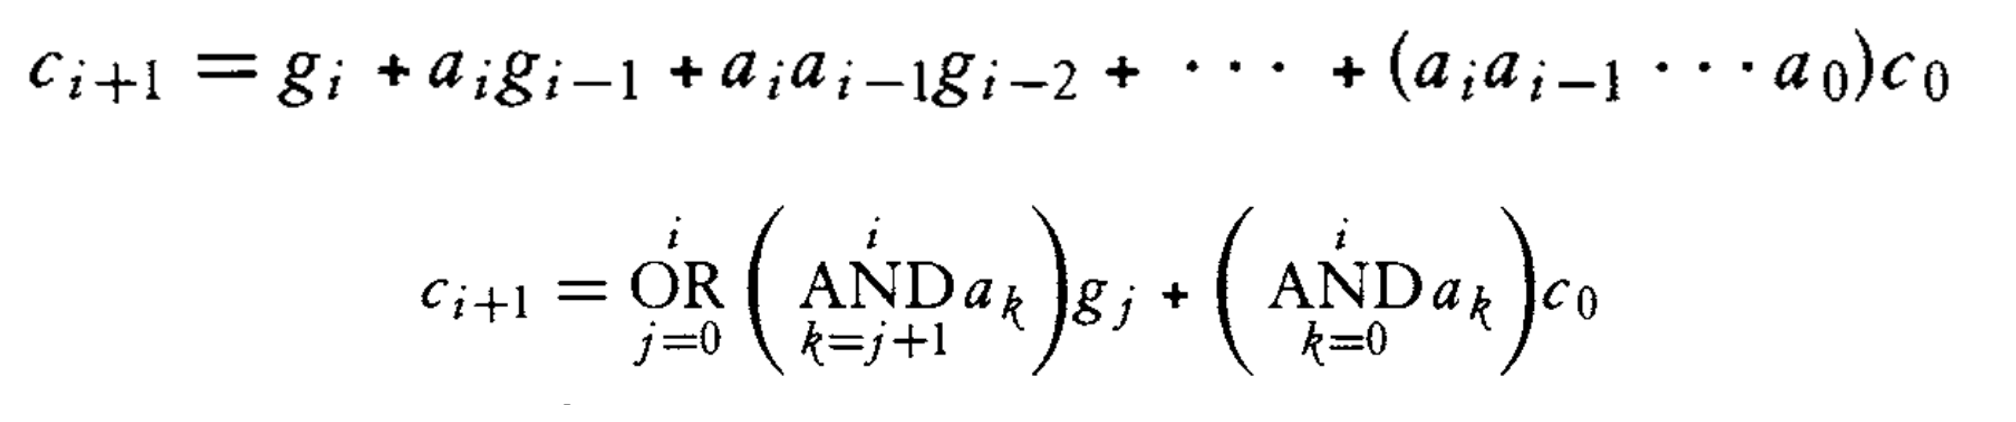 c_{i+1} = g_i + a_i g_{i-1} + a_i a_{i-1} g_{i-2} + · · · + (a_i a_{i-1} · · · a_0) c_0
c_{i+1} = OR_{j=0}^{i} ( AND_{k=j+1}^{i} a_k ) g_j + ( AND_{k=0}^{i} a_k ) c_0